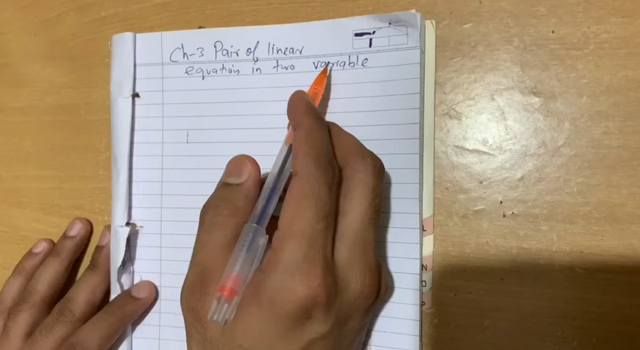 Ch-3 Pair of linear
equation in two variable
L
N
D
P